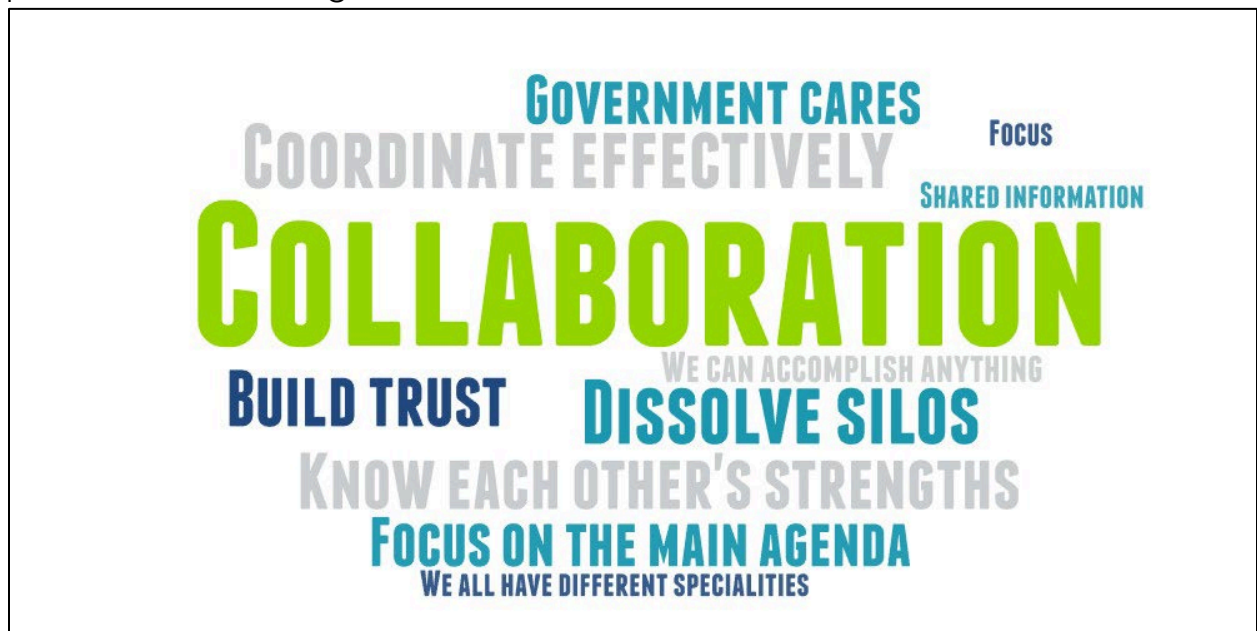 GOVERNMENT CARES
COORDINATE EFFECTIVELY
FOCUS
SHARED INFORMATION
COLLABORATION
WE CAN ACCOMPLISH ANYTHING
BUILD TRUST
DISSOLVE SILOS
KNOW EACH OTHER'S STRENGTHS
FOCUS ON THE MAIN AGENDA
WE ALL HAVE DIFFERENT SPECIALITIES